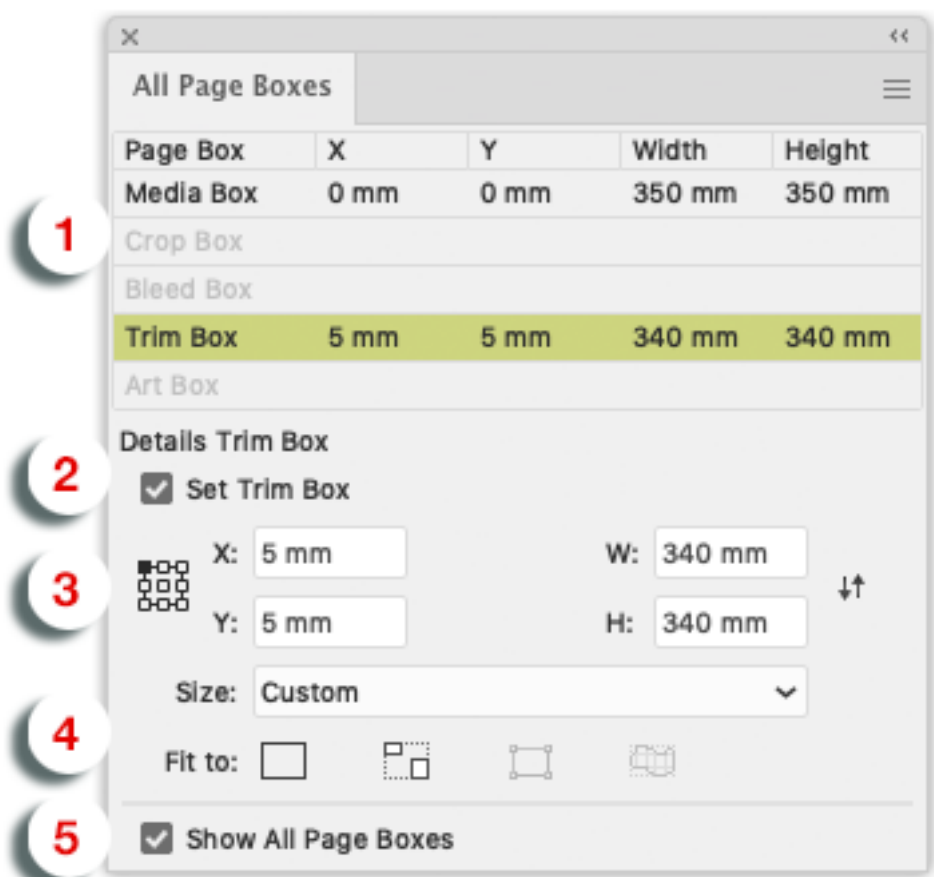 All Page Boxes
Page Box X Y Width Height
Media Box 0 mm 0 mm 350 mm 350 mm
1
Crop Box
Bleed Box
Trim Box 5 mm 5 mm 340 mm 340 mm
Art Box
Details Trim Box
2
Set Trim Box
X: 5 mm W: 340 mm
3
Y: 5 mm H: 340 mm
Size: Custom
4
Fit to:
5 Show All Page Boxes